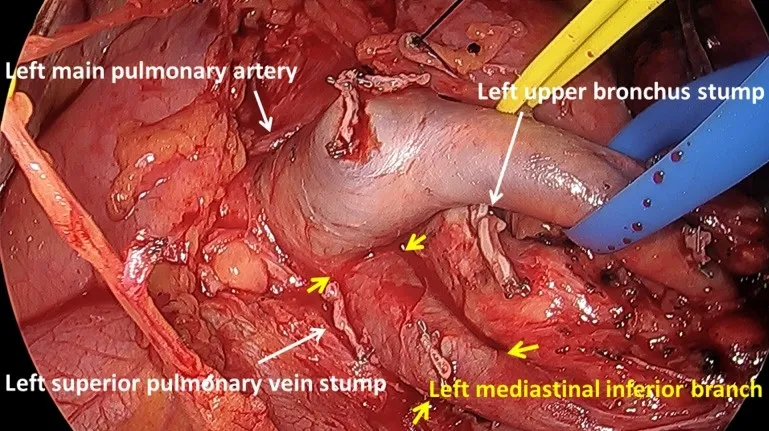 Left main pulmonary artery
Left upper bronchus stump
Left superior pulmonary vein stump
Left mediastinal inferior branch